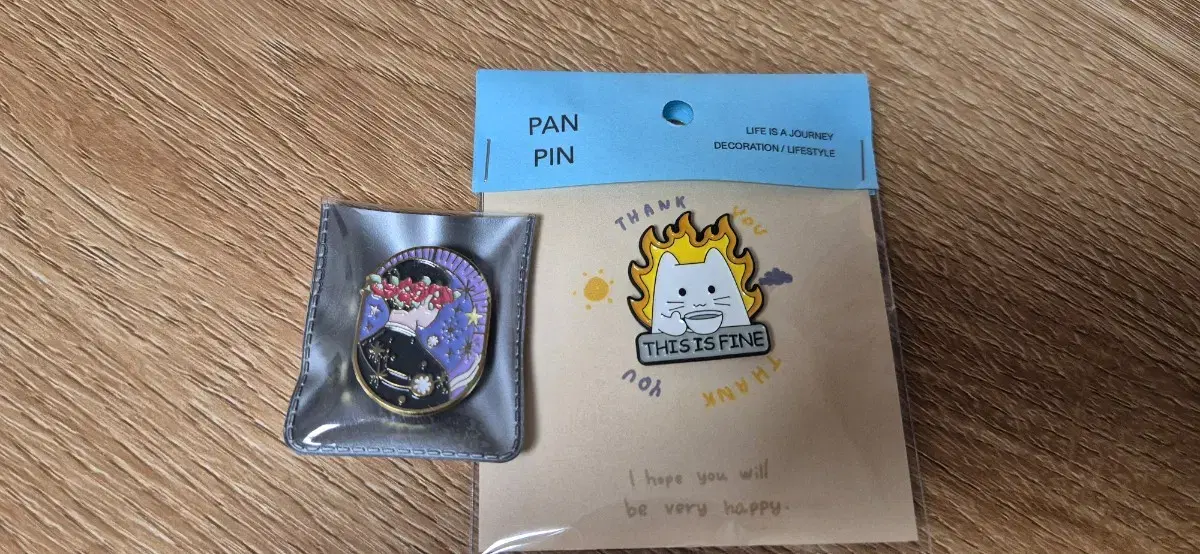 PAN
PIN
LIFE IS A JOURNEY
DECORATION / LIFESTYLE
THANK YOU
THIS IS FINE
THANK YOU
I hope you will
be very happy.